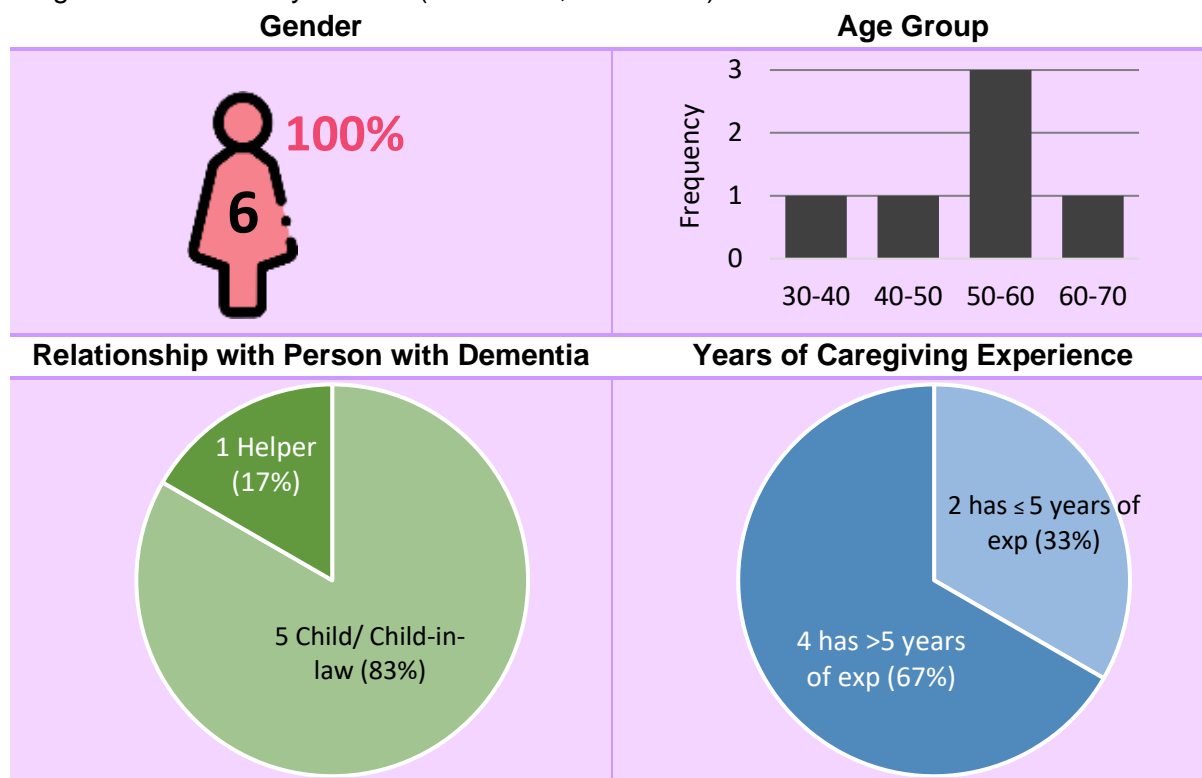 Gender
Age Group
100%
6
Frequency
3
2
1
0
30-40 40-50 50-60 60-70
Relationship with Person with Dementia
Years of Caregiving Experience
1 Helper
(17%)
5 Child/ Child-in-
law (83%)
2 has ≤ 5 years of
exp (33%)
4 has >5 years
of exp (67%)